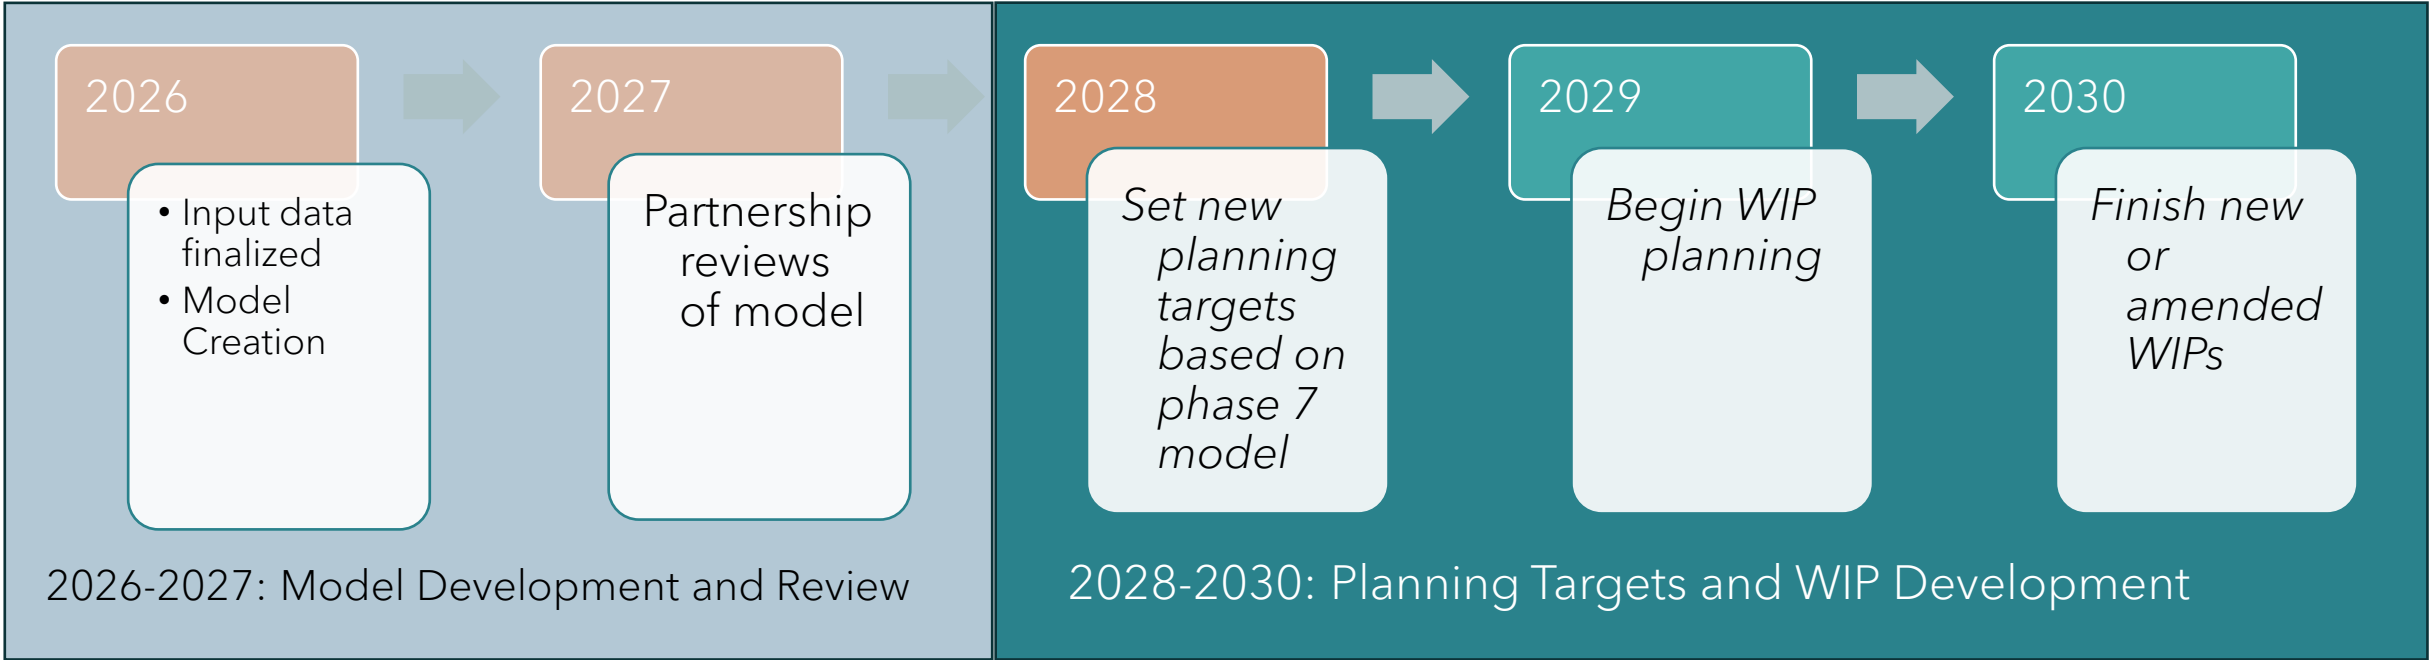 2026
• Input data
finalized
• Model
Creation
2027
Partnership
reviews
of model
2026-2027: Model Development and Review
2028
Set new
planning
targets
based on
phase 7
model
2029
Begin WIP
planning
2030
Finish new
or
amended
WIPs
2028-2030: Planning Targets and WIP Development